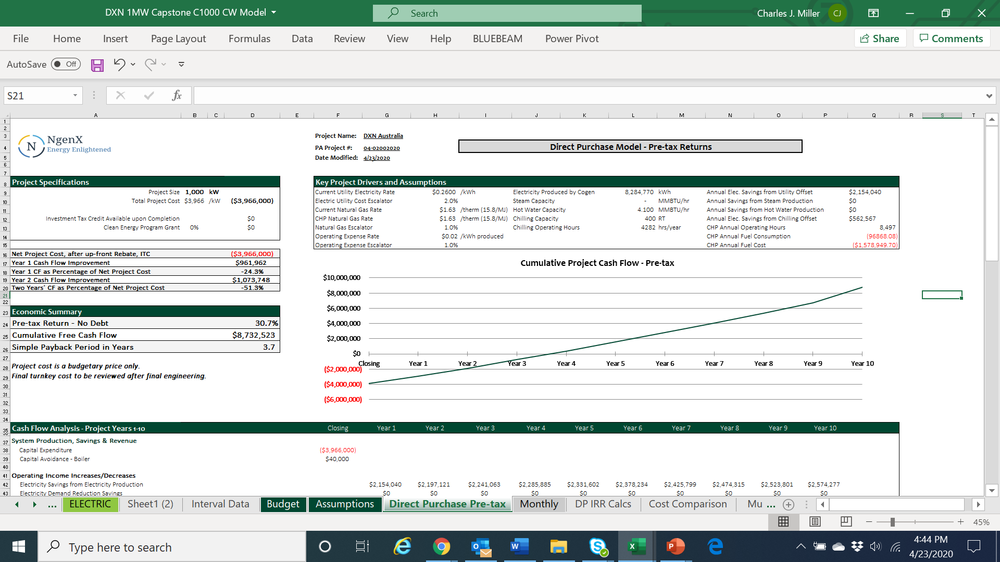 DXN 1MW Capstone C1000 CW Model
Search
Charles J. Miller
CJ
File Home Insert Page Layout Formulas Data Review View Help BLUEBEAM Power Pivot
Share
Comments
AutoSave Off
S21
fx
A B C D E F G H I J K L M N O P Q R S T
NgenX
Energy Enlightened
N
Project Name: DXN Australia
PA Project #: 04-02002020
Date Modified: 4/23/2020
Direct Purchase Model - Pre-tax Returns
Project Specifications
Project Size 1,000 kW
Total Project Cost $3,966 /kW ($3,966,000)
Investment Tax Credit Available upon Completion $0
Clean Energy Program Grant 0% $0
Key Project Drivers and Assumptions
Current Utility Electricity Rate $0.2600 /kWh Electricity Produced by Cogen 8,284,770 kWh Annual Elec. Savings from Utility Offset $2,154,040
Electric Utility Cost Escalator 2.0% Steam Capacity - MMBTU/hr Annual Savings from Steam Production $0
Current Natural Gas Rate $1.63 /therm (15.8/MJ) Hot Water Capacity 4.100 MMBTU/hr Annual Savings from Hot Water Production $0
CHP Natural Gas Rate $1.63 /therm (15.8/MJ) Chilling Capacity 400 RT Annual Elec. Savings from Chilling Offset $562,567
Natural Gas Escalator 1.0% Chilling Operating Hours 4282 hrs/year CHP Annual Operating Hours 8,497
Operating Expense Rate $0.02 /kWh produced CHP Annual Fuel Consumption (96868.08)
Operating Expense Escalator 1.0% CHP Annual Fuel Cost ($1,578,949.70)
Net Project Cost, after up-front Rebate, ITC ($3,966,000)
Year 1 Cash Flow Improvement $961,962
Year 1 CF as Percentage of Net Project Cost -24.3%
Year 2 Cash Flow Improvement $1,073,748
Two Years' CF as Percentage of Net Project Cost -51.3%
Economic Summary
Pre-tax Return - No Debt 30.7%
Cumulative Free Cash Flow $8,732,523
Simple Payback Period in Years 3.7
Project cost is a budgetary price only.
Final turnkey cost to be reviewed after final engineering.
Cumulative Project Cash Flow - Pre-tax
$10,000,000
$8,000,000
$6,000,000
$4,000,000
$2,000,000
$0
Closing Year 1 Year 2 Year 3 Year 4 Year 5 Year 6 Year 7 Year 8 Year 9 Year 10
($2,000,000)
($4,000,000)
($6,000,000)
Cash Flow Analysis - Project Years 1-10 Closing Year 1 Year 2 Year 3 Year 4 Year 5 Year 6 Year 7 Year 8 Year 9 Year 10
System Production, Savings & Revenue
Capital Expenditure ($3,966,000)
Capital Avoidance - Boiler $40,000
Operating Income Increases/Decreases
Electricity Savings from Electricity Production $2,154,040 $2,197,121 $2,241,063 $2,285,885 $2,331,602 $2,378,234 $2,425,799 $2,474,315 $2,523,801 $2,574,277
Electricity Demand Reduction Savings $0 $0 $0 $0 $0 $0 $0 $0 $0 $0
... ELECTRIC Sheet1 (2) Interval Data Budget Assumptions Direct Purchase Pre-tax Monthly DP IRR Calcs Cost Comparison Mu ...
45%
Type here to search
4:44 PM
4/23/2020